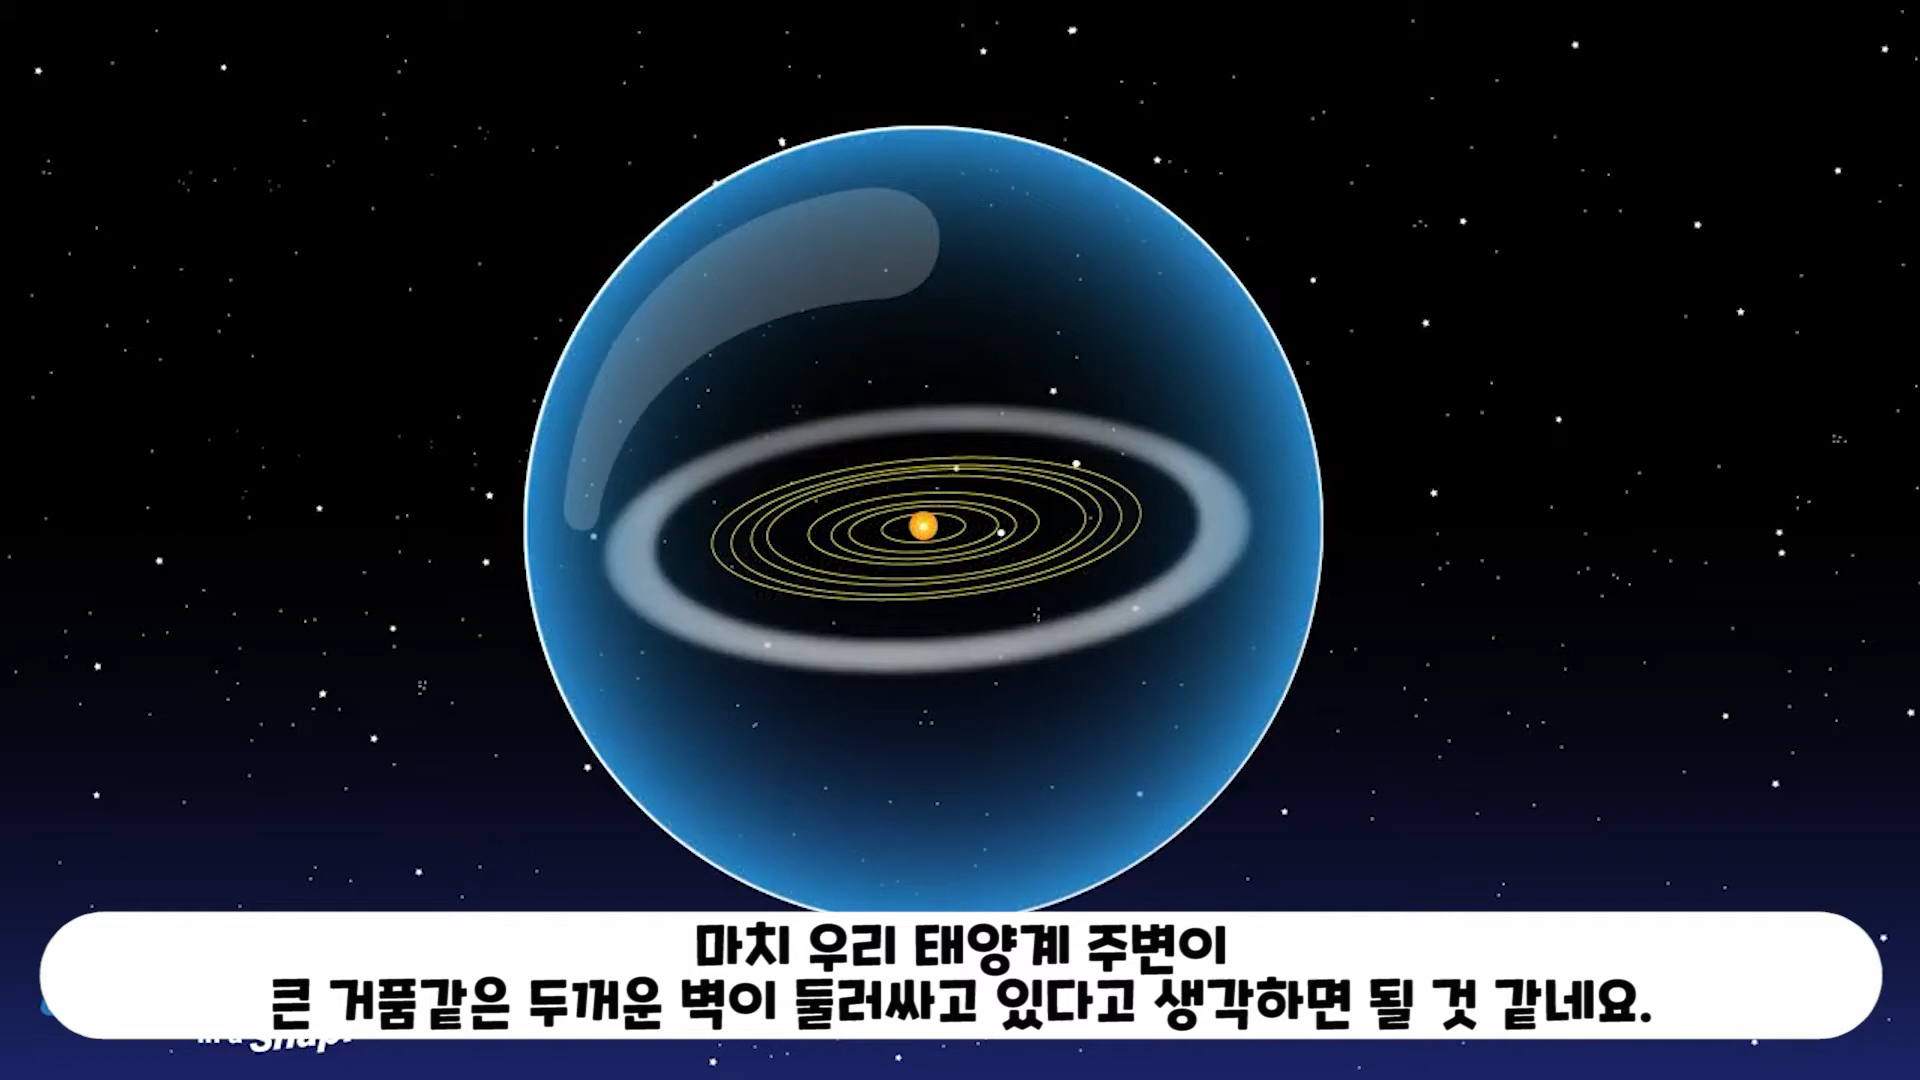 마치 우리 태양계 주변이
큰 거품같은 두꺼운 벽이 둘러싸고 있다고 생각하면 될 것 같네요.